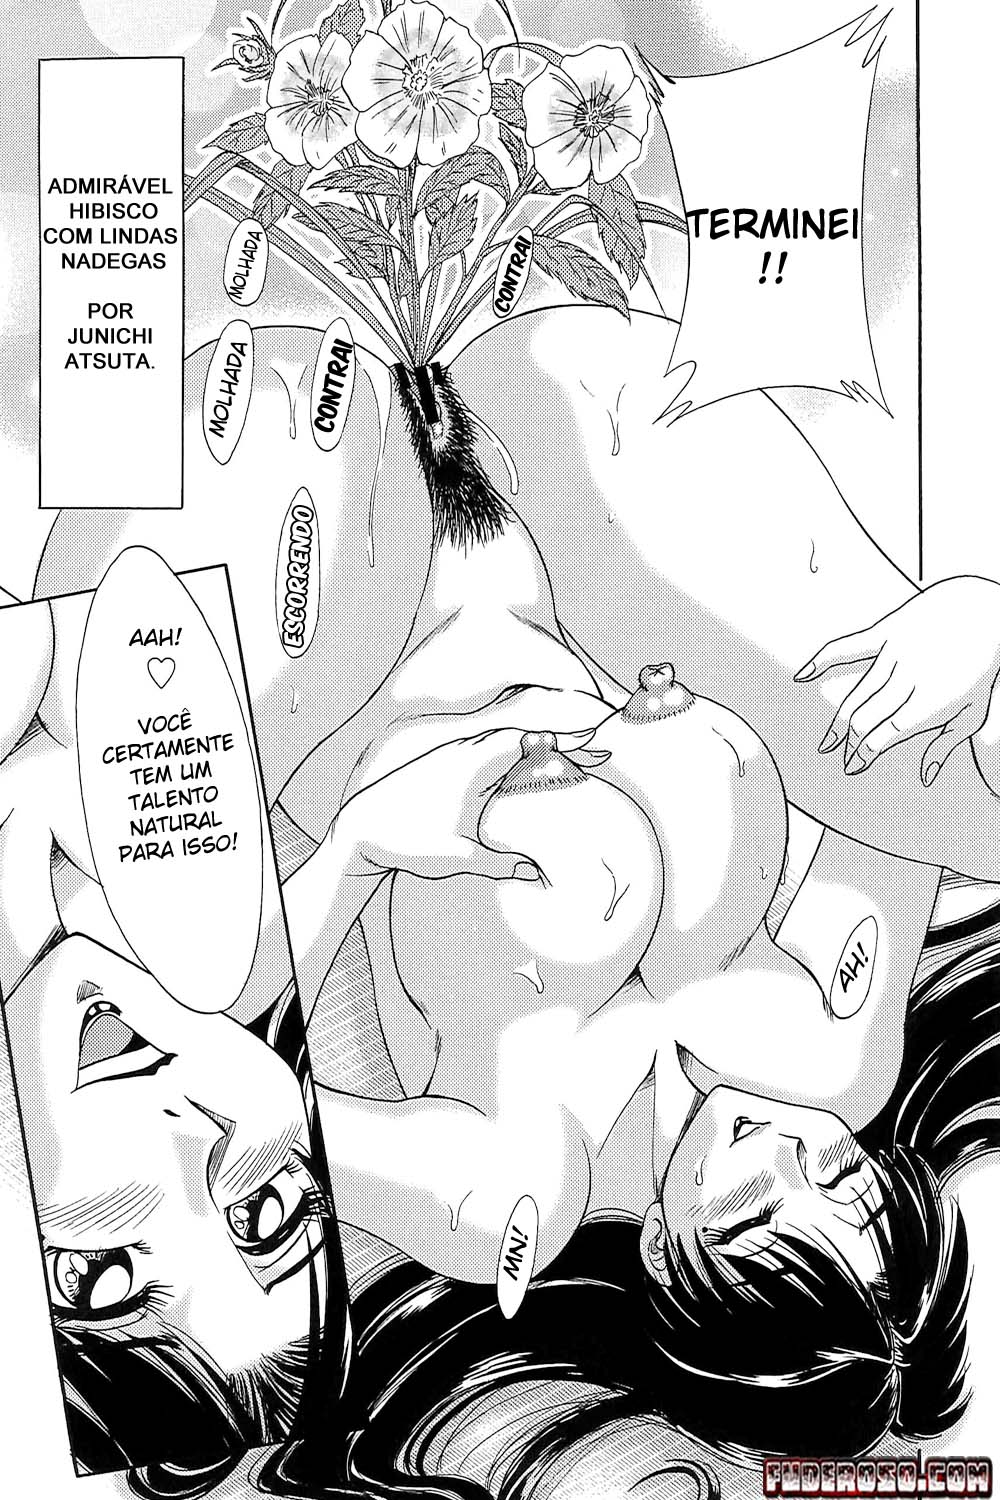 ADMIRÁVEL
HIBISCO
COM LINDAS
NADEGAS
POR
JUNICHI
ATSUTA.
TERMINEI
!!
MOLHADA
CONTRAI
MOLHADA
CONTRAI
ESCORRENDO
AAH!
♡
VOCÊ
CERTAMENTE
TEM UM
TALENTO
NATURAL
PARA ISSO!
AH!
MN!
FUDEROSO.COM